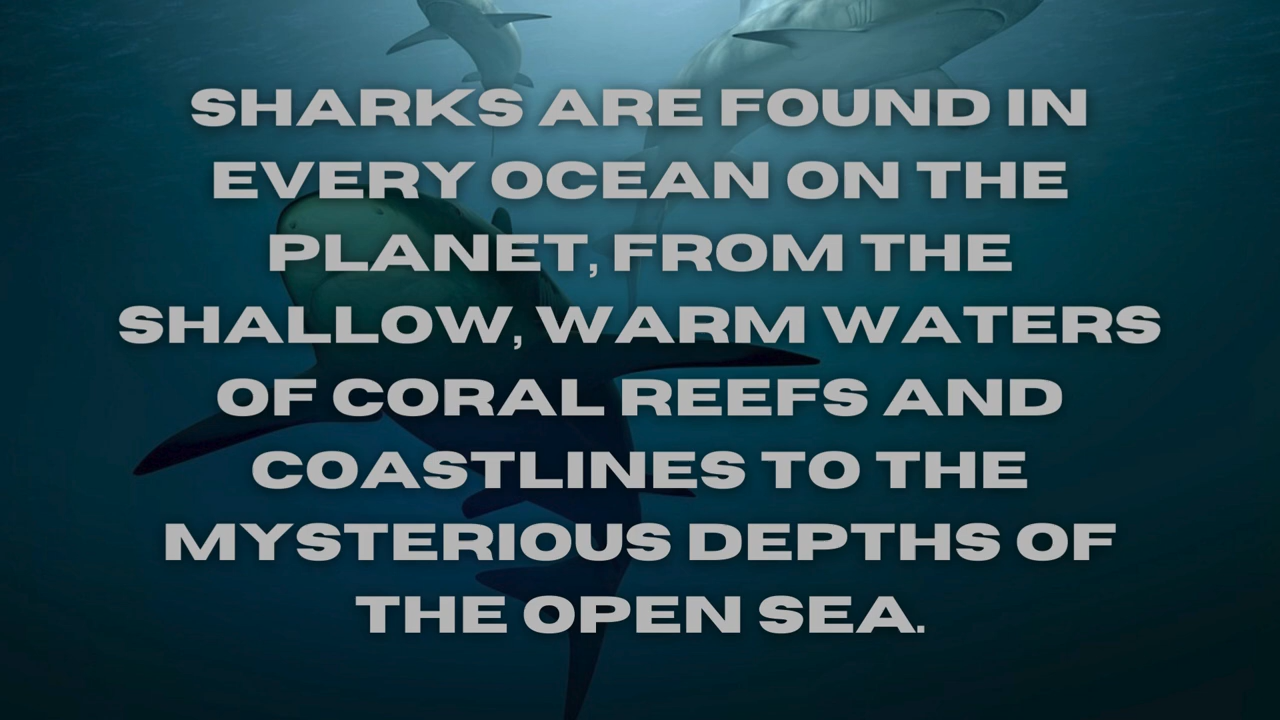 SHARKS ARE FOUND IN
EVERY OCEAN ON THE
PLANET, FROM THE
SHALLOW, WARM WATERS
OF CORAL REEFS AND
COASTLINES TO THE
MYSTERIOUS DEPTHS OF
THE OPEN SEA.